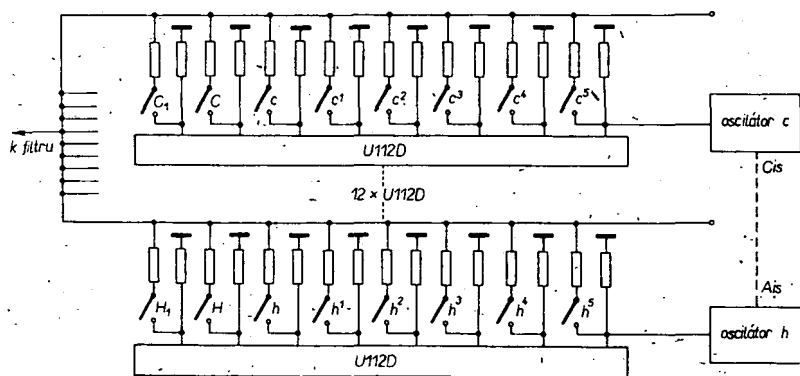 C₁ C c c¹ c² c³ c⁴ c⁵
oscilátor c
k filtru
U112D
Cis
12 × U112D
Ais
H₁ H h h¹ h² h³ h⁴ h⁵
oscilátor h
U112D